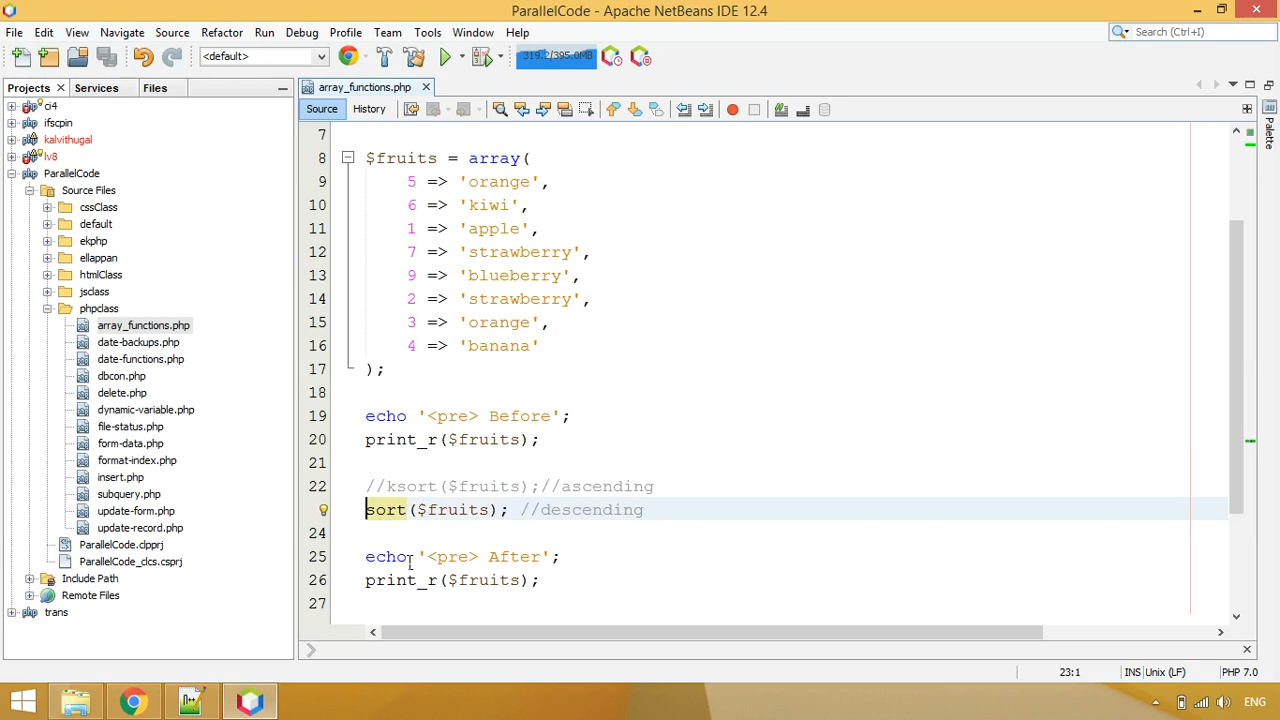 ParallelCode - Apache NetBeans IDE 12.4
File Edit View Navigate Source Refactor Run Debug Profile Team Tools Window Help
Search (Ctrl+I)
<default>
319.2/395.0MB
Projects Services Files
array_functions.php
Source History
Palette
ci4
ifscpin
kalvithugal
lv8
ParallelCode
Source Files
cssClass
default
ekphp
ellappan
htmlClass
jsclass
phpclass
array_functions.php
date-backups.php
date-functions.php
dbcon.php
delete.php
dynamic-variable.php
file-status.php
form-data.php
format-index.php
insert.php
subquery.php
update-form.php
update-record.php
ParallelCode.clpprj
ParallelCode_clcs.csprj
Include Path
Remote Files
trans
7
8 $fruits = array(
9 5 => 'orange',
10 6 => 'kiwi',
11 1 => 'apple',
12 7 => 'strawberry',
13 9 => 'blueberry',
14 2 => 'strawberry',
15 3 => 'orange',
16 4 => 'banana'
17 );
18
19 echo '<pre> Before';
20 print_r($fruits);
21
22 //ksort($fruits);//ascending
23 sort($fruits); //descending
24
25 echo '<pre> After';
26 print_r($fruits);
27
23:1 INS Unix (LF) PHP 7.0
ENG